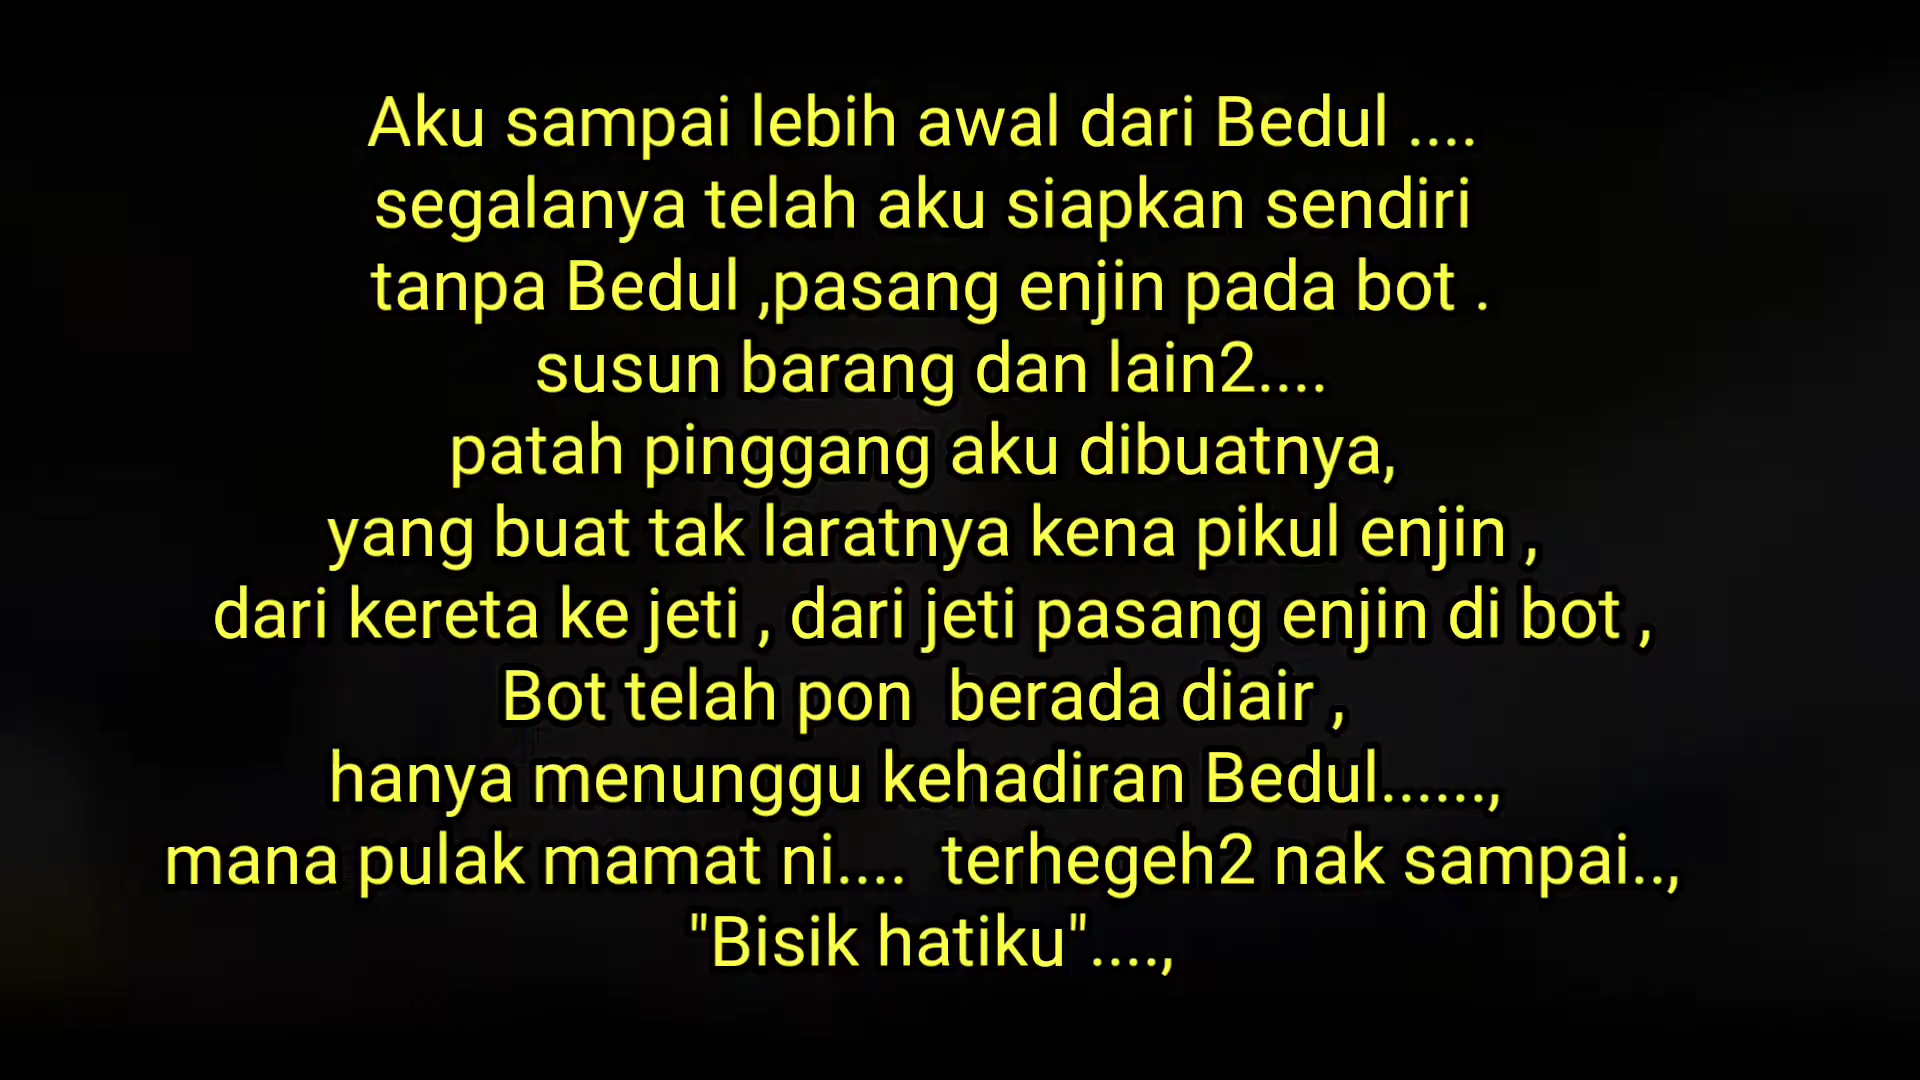 Aku sampai lebih awal dari Bedul ....
segalanya telah aku siapkan sendiri
tanpa Bedul ,pasang enjin pada bot .
susun barang dan lain2....
patah pinggang aku dibuatnya,
yang buat tak laratnya kena pikul enjin ,
dari kereta ke jeti , dari jeti pasang enjin di bot ,
Bot telah pon  berada diair ,
hanya menunggu kehadiran Bedul......,
mana pulak mamat ni....  terhegeh2 nak sampai..,
"Bisik hatiku"....,